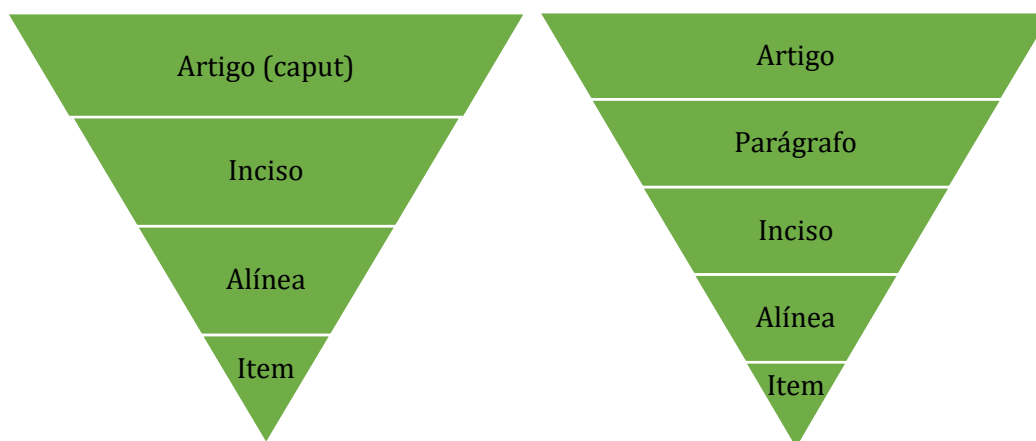 Artigo (caput)
Inciso
Alínea
Item
Artigo
Parágrafo
Inciso
Alínea
Item